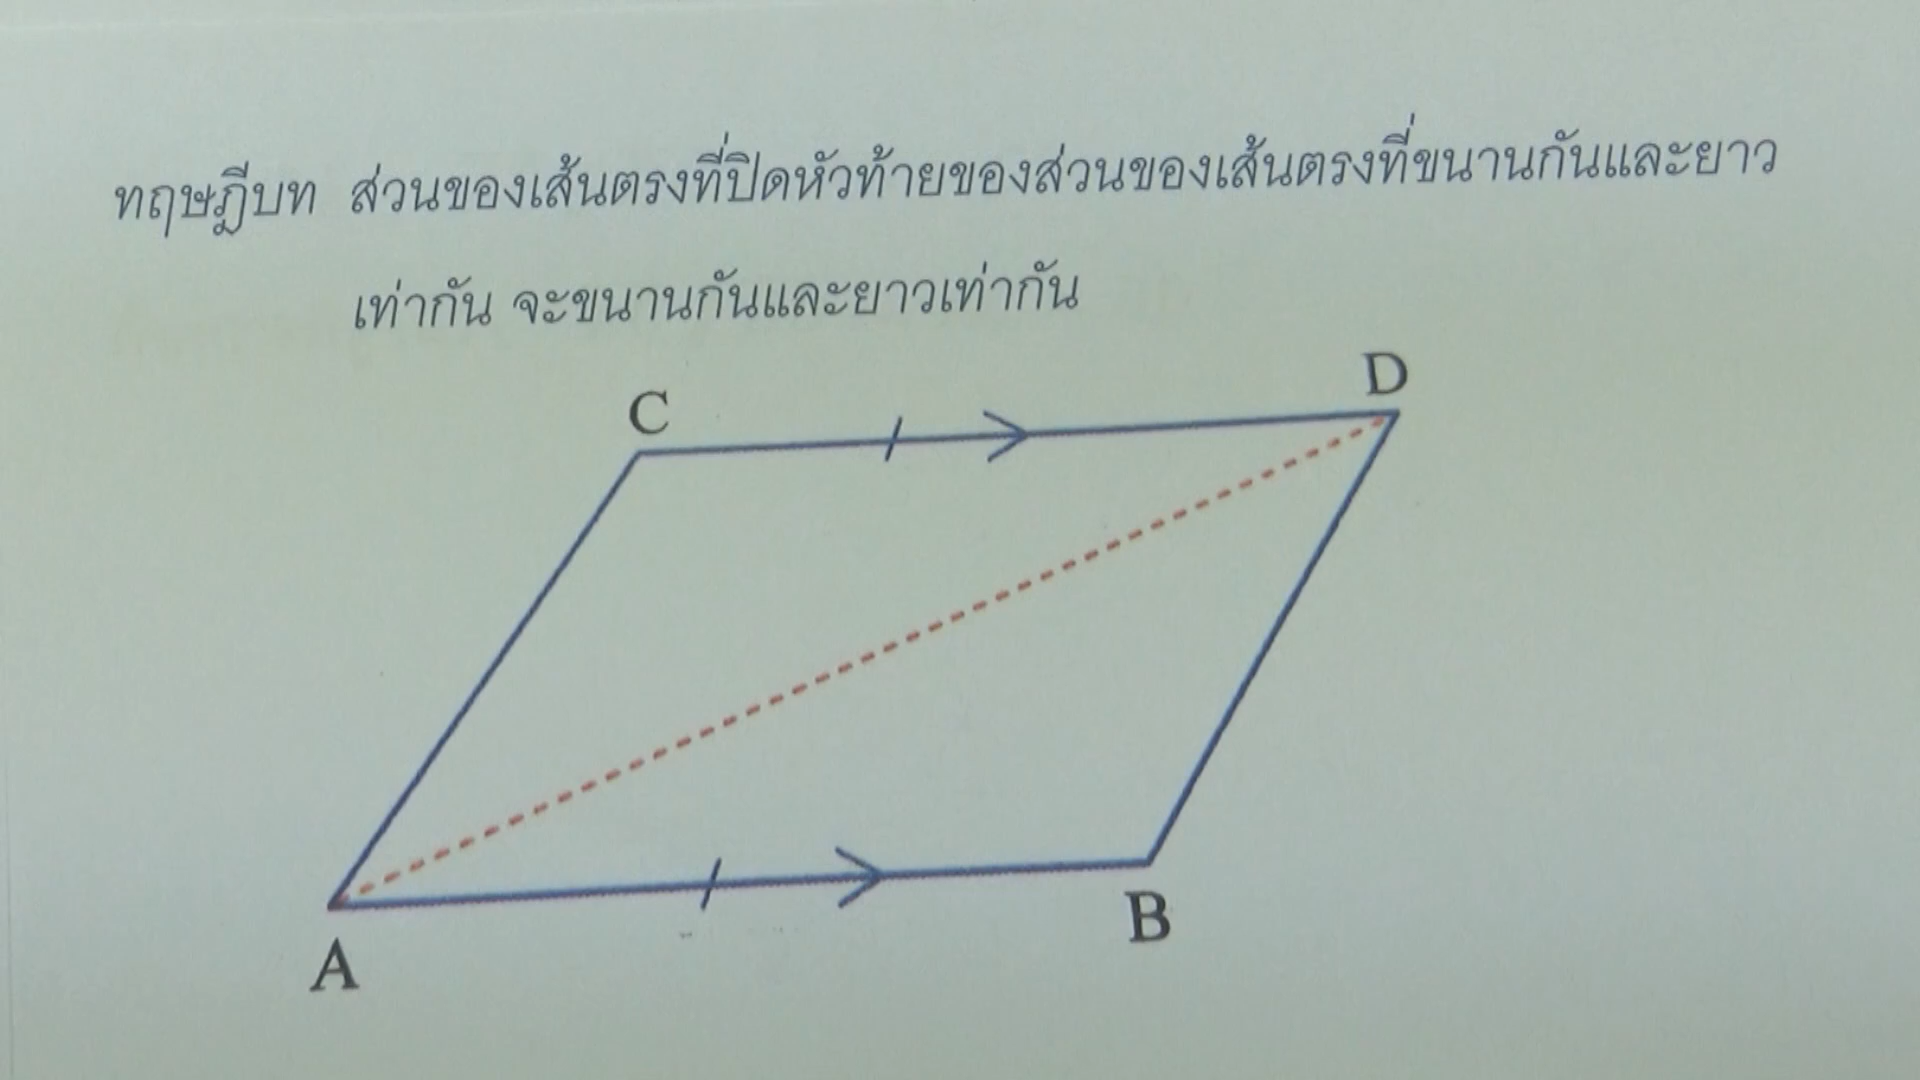 ทฤษฎีบท ส่วนของเส้นตรงที่ปิดหัวท้ายของส่วนของเส้นตรงที่ขนานกันและยาว
เท่ากัน จะขนานกันและยาวเท่ากัน
C
D
A
B